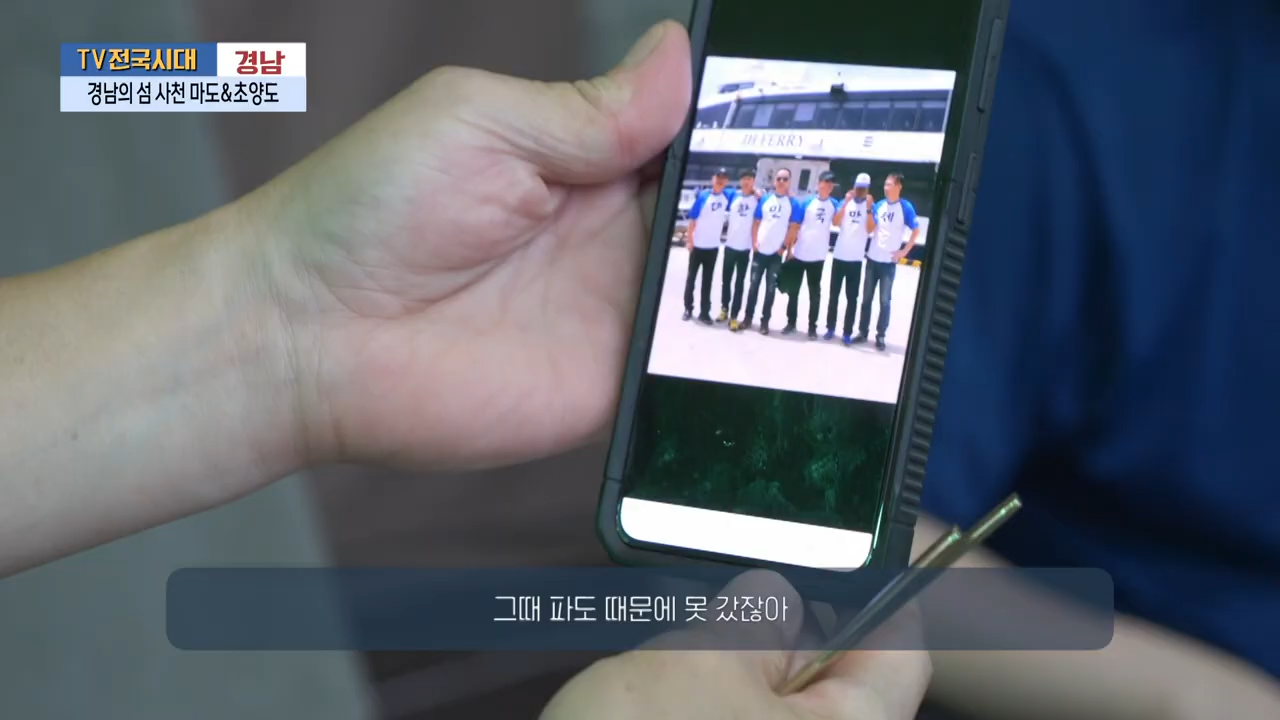 TV전국시대 경남
경남의 섬 사천 마도&초양도
JH FERRY
대 한 민 국 만 세
그때 파도 때문에 못 갔잖아